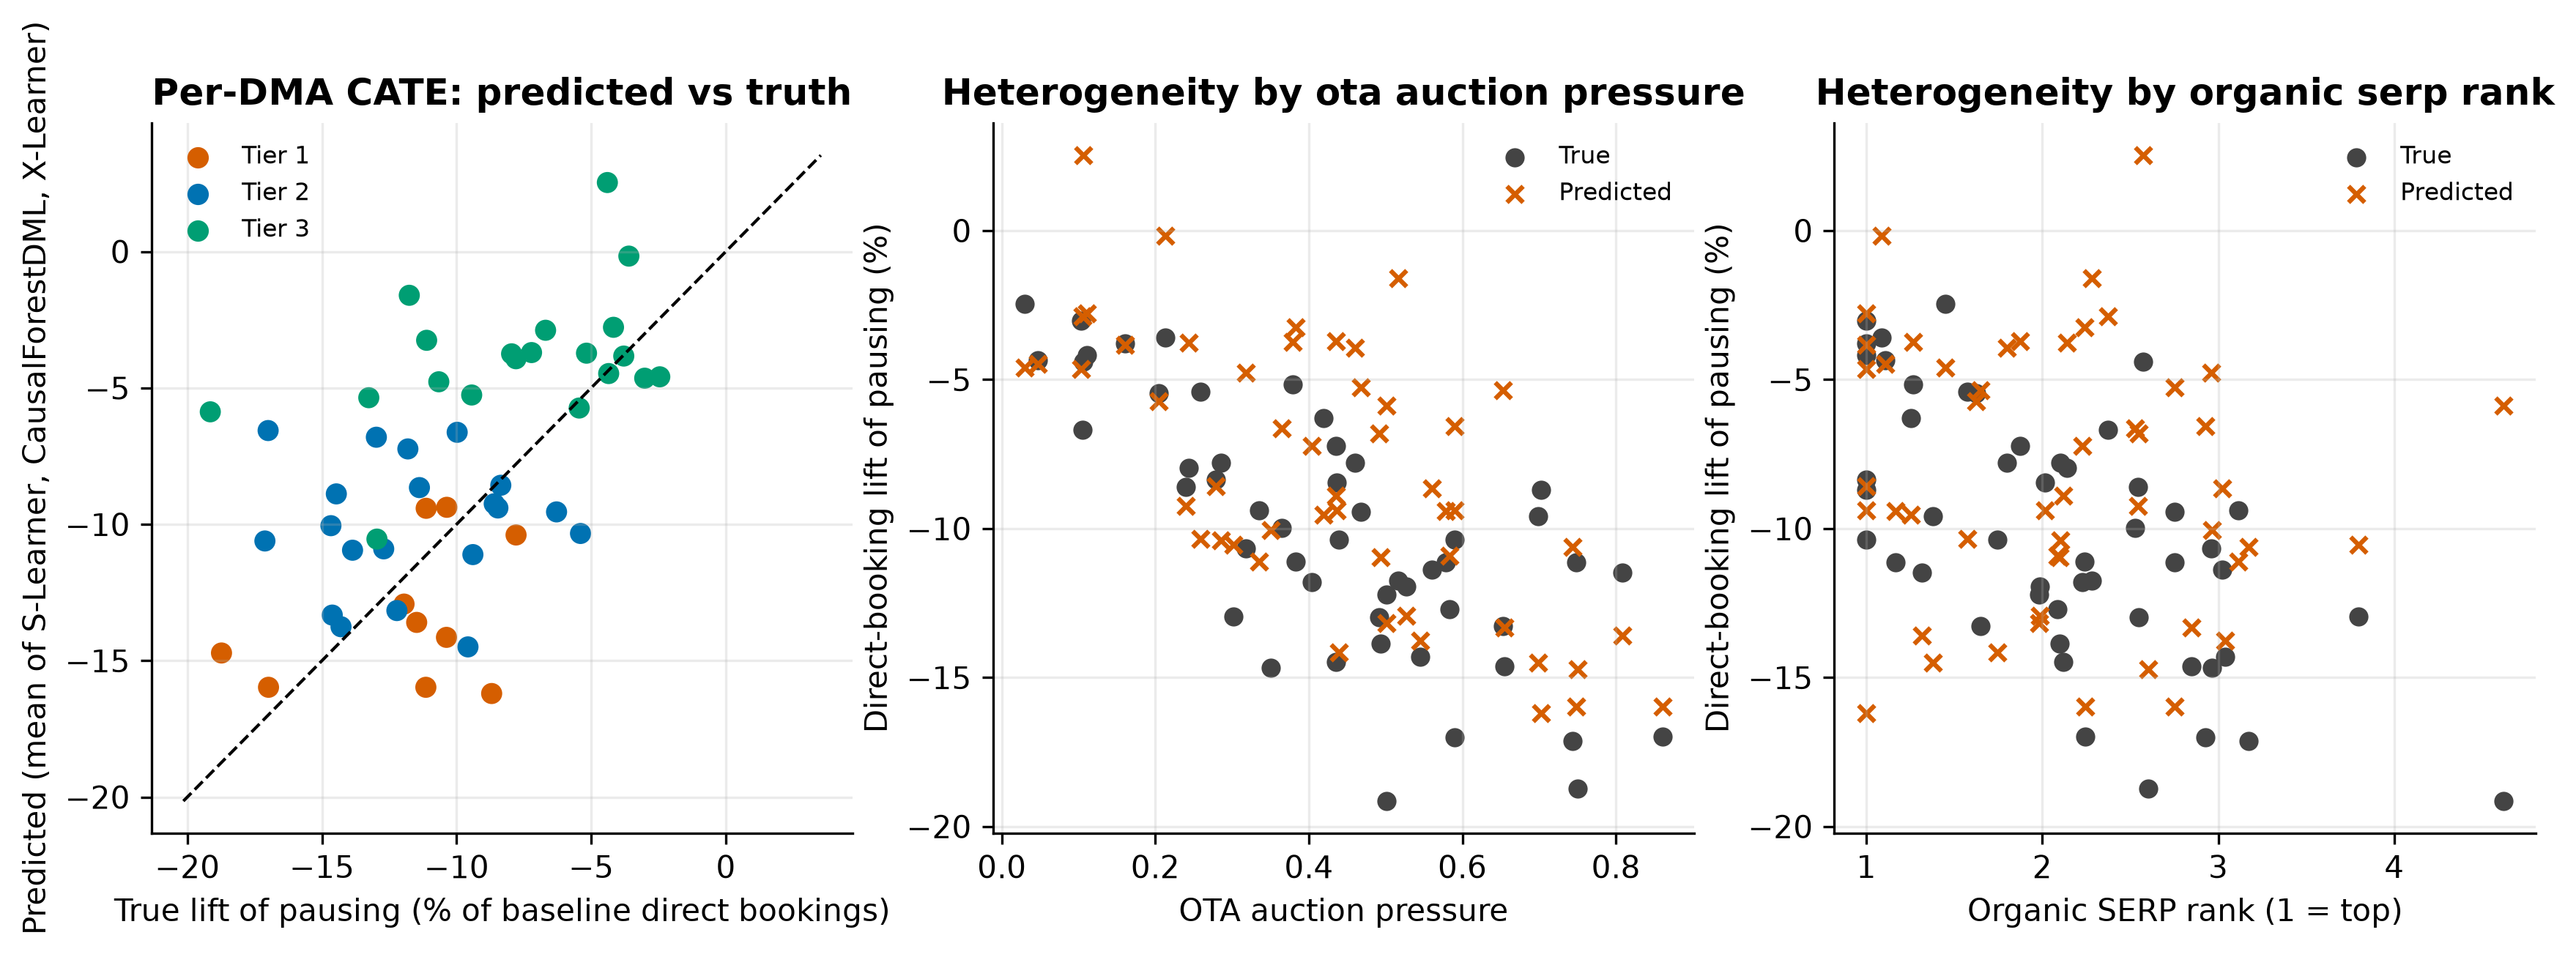 Per-DMA CATE: predicted vs truth
Predicted (mean of S-Learner, CausalForestDML, X-Learner)
Tier 1
Tier 2
Tier 3
0
−5
−10
−15
−20
−20
−15
−10
−5
0
True lift of pausing (% of baseline direct bookings)
Heterogeneity by ota auction pressure
Direct-booking lift of pausing (%)
True
Predicted
0
−5
−10
−15
−20
0.0
0.2
0.4
0.6
0.8
OTA auction pressure
Heterogeneity by organic serp rank
Direct-booking lift of pausing (%)
True
Predicted
0
−5
−10
−15
−20
1
2
3
4
Organic SERP rank (1 = top)